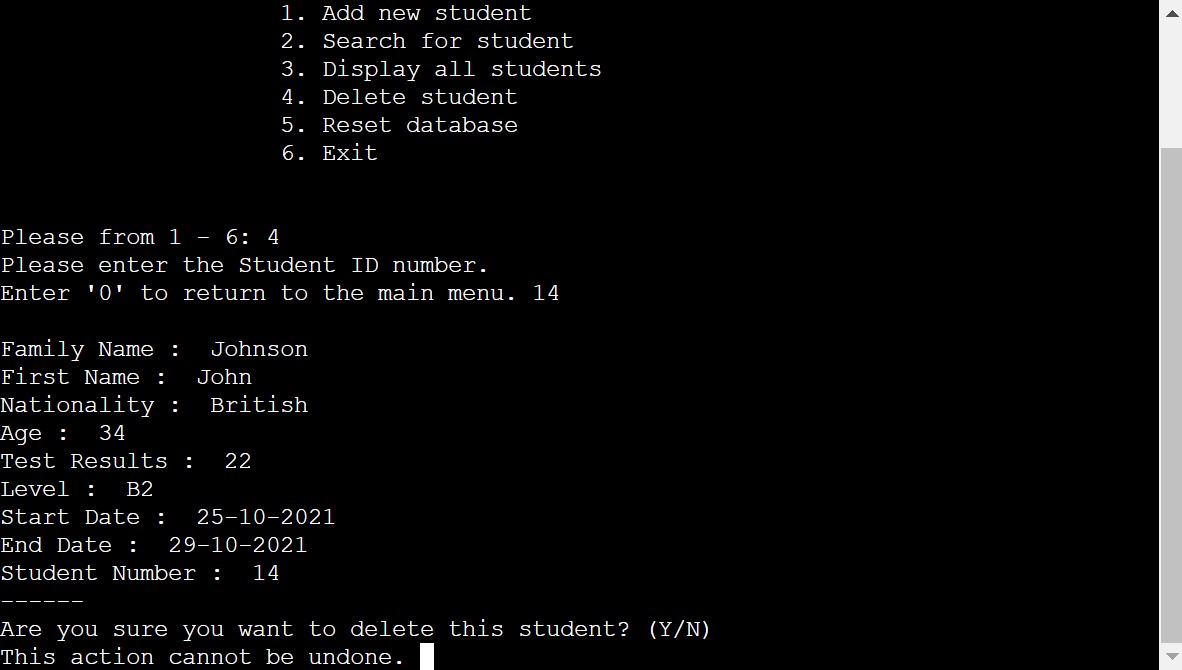 1. Add new student
2. Search for student
3. Display all students
4. Delete student
5. Reset database
6. Exit
Please from 1 - 6: 4
Please enter the Student ID number.
Enter '0' to return to the main menu. 14
Family Name :  Johnson
First Name :  John
Nationality :  British
Age :  34
Test Results :  22
Level :  B2
Start Date :  25-10-2021
End Date :  29-10-2021
Student Number :  14
------
Are you sure you want to delete this student? (Y/N)
This action cannot be undone.